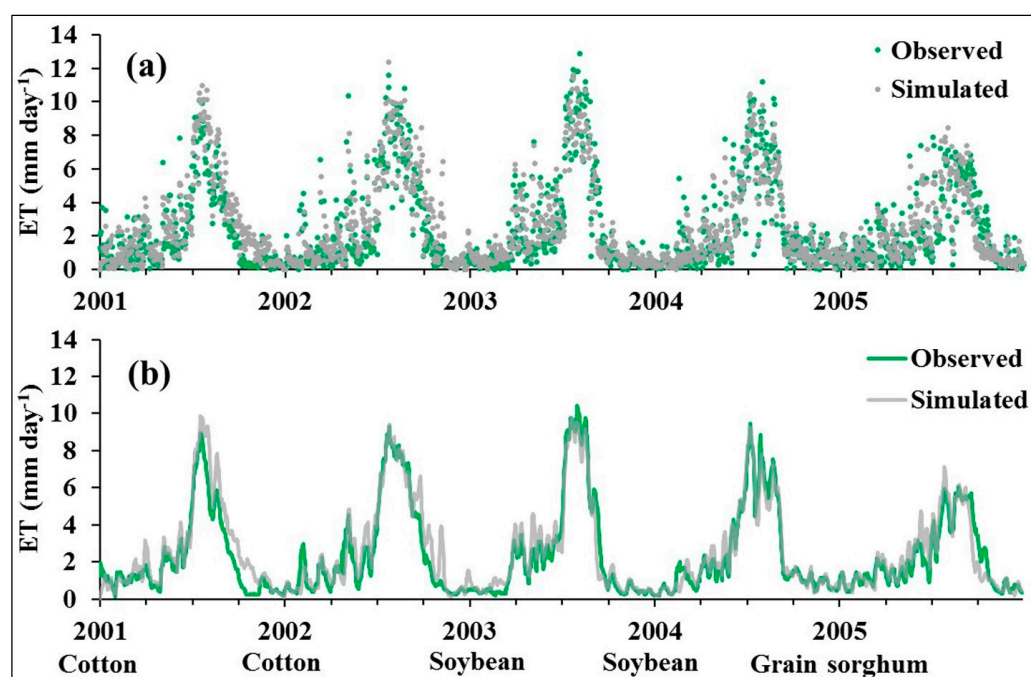 14
12
10
8
6
4
2
0
ET (mm day-1)
(a)
Observed
Simulated
2001 2002 2003 2004 2005
14
12
10
8
6
4
2
0
ET (mm day-1)
(b)
Observed
Simulated
2001 2002 2003 2004 2005
Cotton Cotton Soybean Soybean Grain sorghum